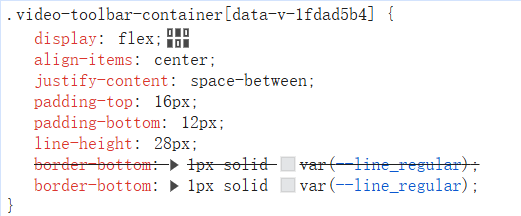 .video-toolbar-container[data-v-1fdad5b4] {
display: flex;
align-items: center;
justify-content: space-between;
padding-top: 16px;
padding-bottom: 12px;
line-height: 28px;
border-bottom: 1px solid var(--line_regular);
border-bottom: 1px solid var(--line_regular);
}